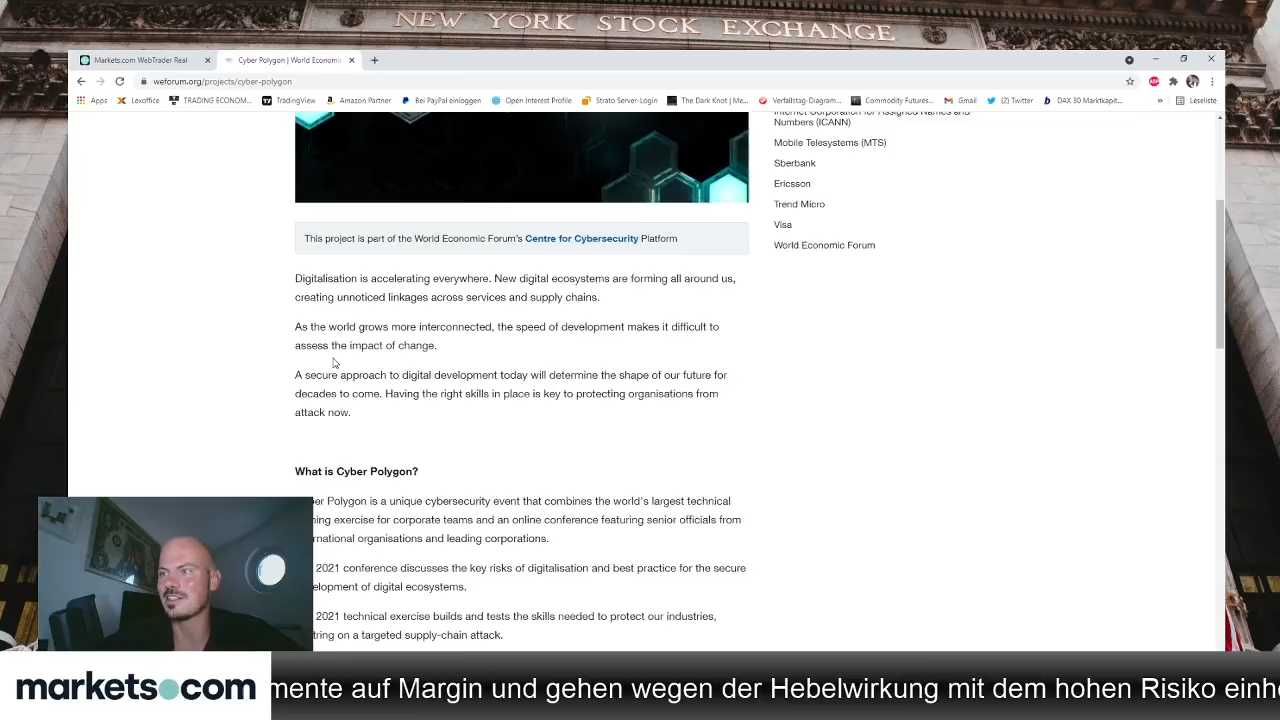 NEW YORK STOCK EXCHANGE
Markets.com WebTrader Real
Cyber Polygon | World Economic
weforum.org/projects/cyber-polygon
Apps
Lexoffice
TRADING ECONOM...
TradingView
Amazon Partner
Bei PayPal einloggen
Open Interest Profile
Strato Server-Login
The Dark Knot | Me...
Verfallstag-Diagram...
Commodity Futures...
Gmail
(2) Twitter
DAX 30 Marktkapit...
»
Leseliste
Internet Corporation for Assigned Names and
Numbers (ICANN)
Mobile Telesystems (MTS)
Sberbank
Ericsson
Trend Micro
Visa
World Economic Forum
This project is part of the World Economic Forum's Centre for Cybersecurity Platform
Digitalisation is accelerating everywhere. New digital ecosystems are forming all around us,
creating unnoticed linkages across services and supply chains.
As the world grows more interconnected, the speed of development makes it difficult to
assess the impact of change.
A secure approach to digital development today will determine the shape of our future for
decades to come. Having the right skills in place is key to protecting organisations from
attack now.
What is Cyber Polygon?
er Polygon is a unique cybersecurity event that combines the world's largest technical
ning exercise for corporate teams and an online conference featuring senior officials from
rnational organisations and leading corporations.
2021 conference discusses the key risks of digitalisation and best practice for the secure
elopment of digital ecosystems.
2021 technical exercise builds and tests the skills needed to protect our industries,
tring on a targeted supply-chain attack.
markets.com
mente auf Margin und gehen wegen der Hebelwirkung mit dem hohen Risiko einhe